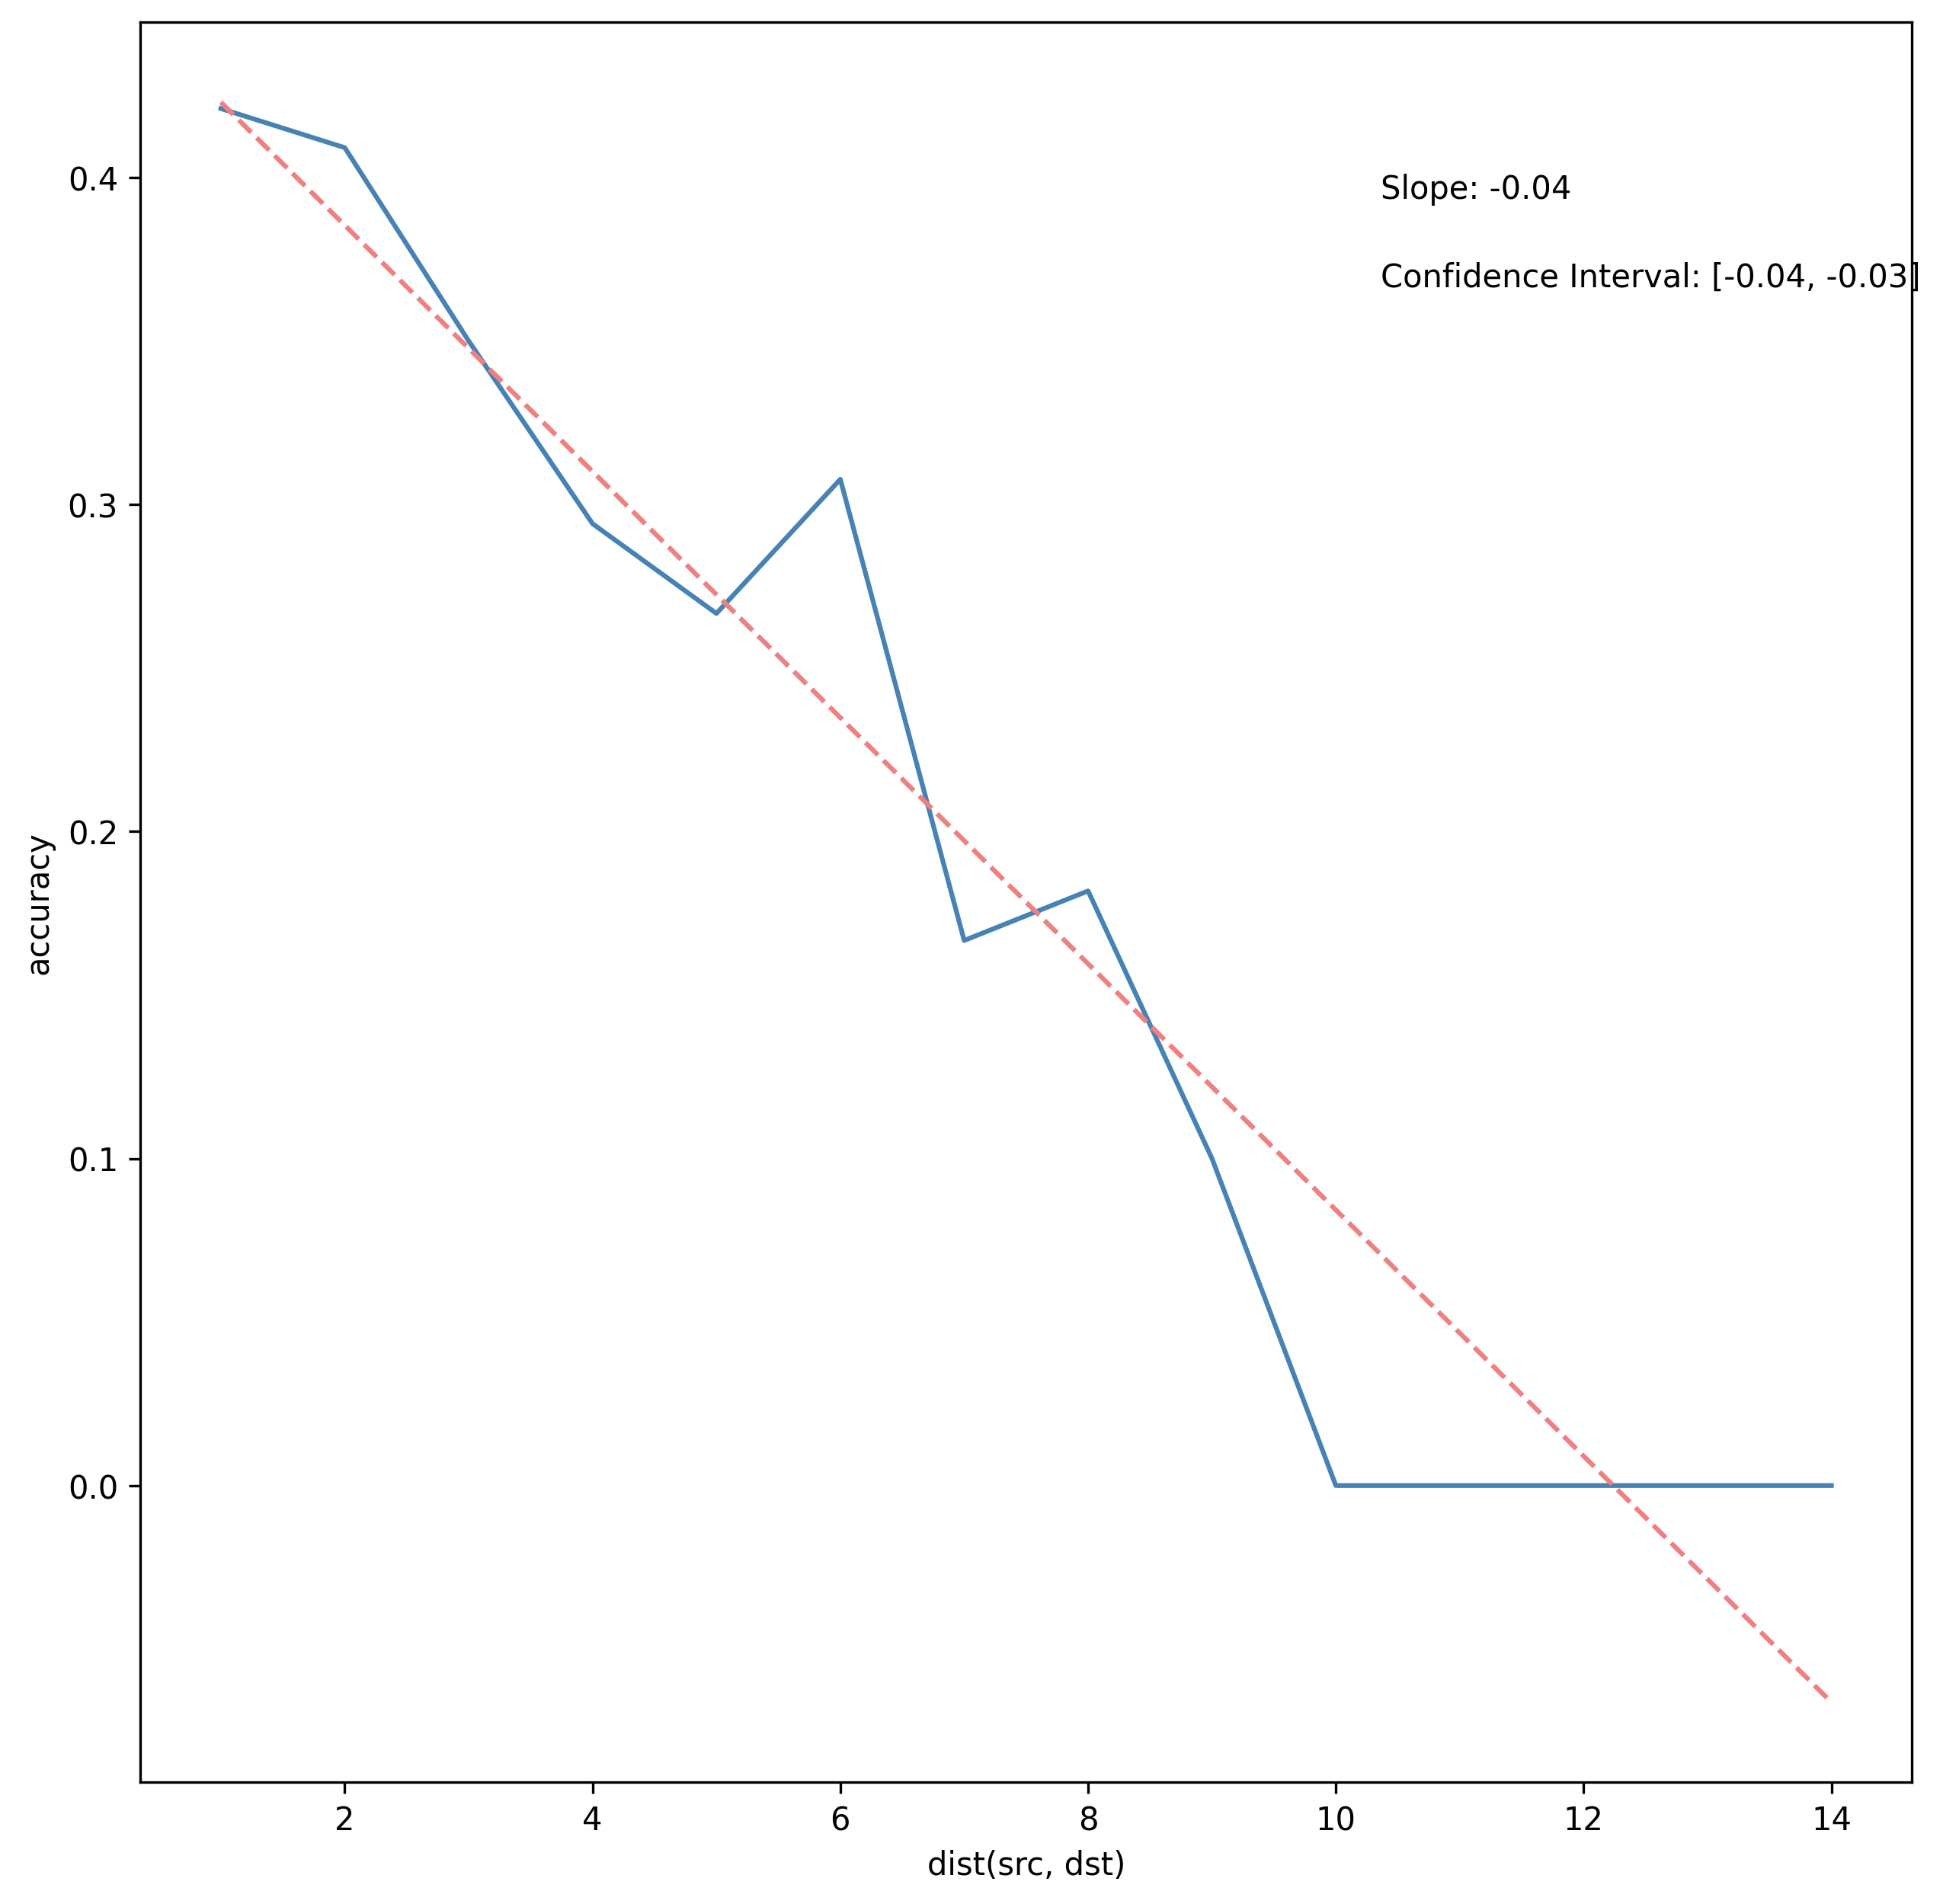 Slope: -0.04
Confidence Interval: [-0.04, -0.03]
accuracy
0.4
0.3
0.2
0.1
0.0
2 4 6 8 10 12 14
dist(src, dst)